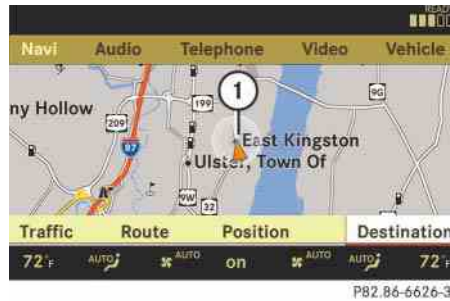 READ
Navi Audio Telephone Video Vehicle
1
9G
ny Hollow
199
209
East Kingston
87
Ulster, Town Of
9W
32
Traffic Route Position Destination
72°F AUTO AUTO on AUTO AUTO 72°F
P82.86-6626-3